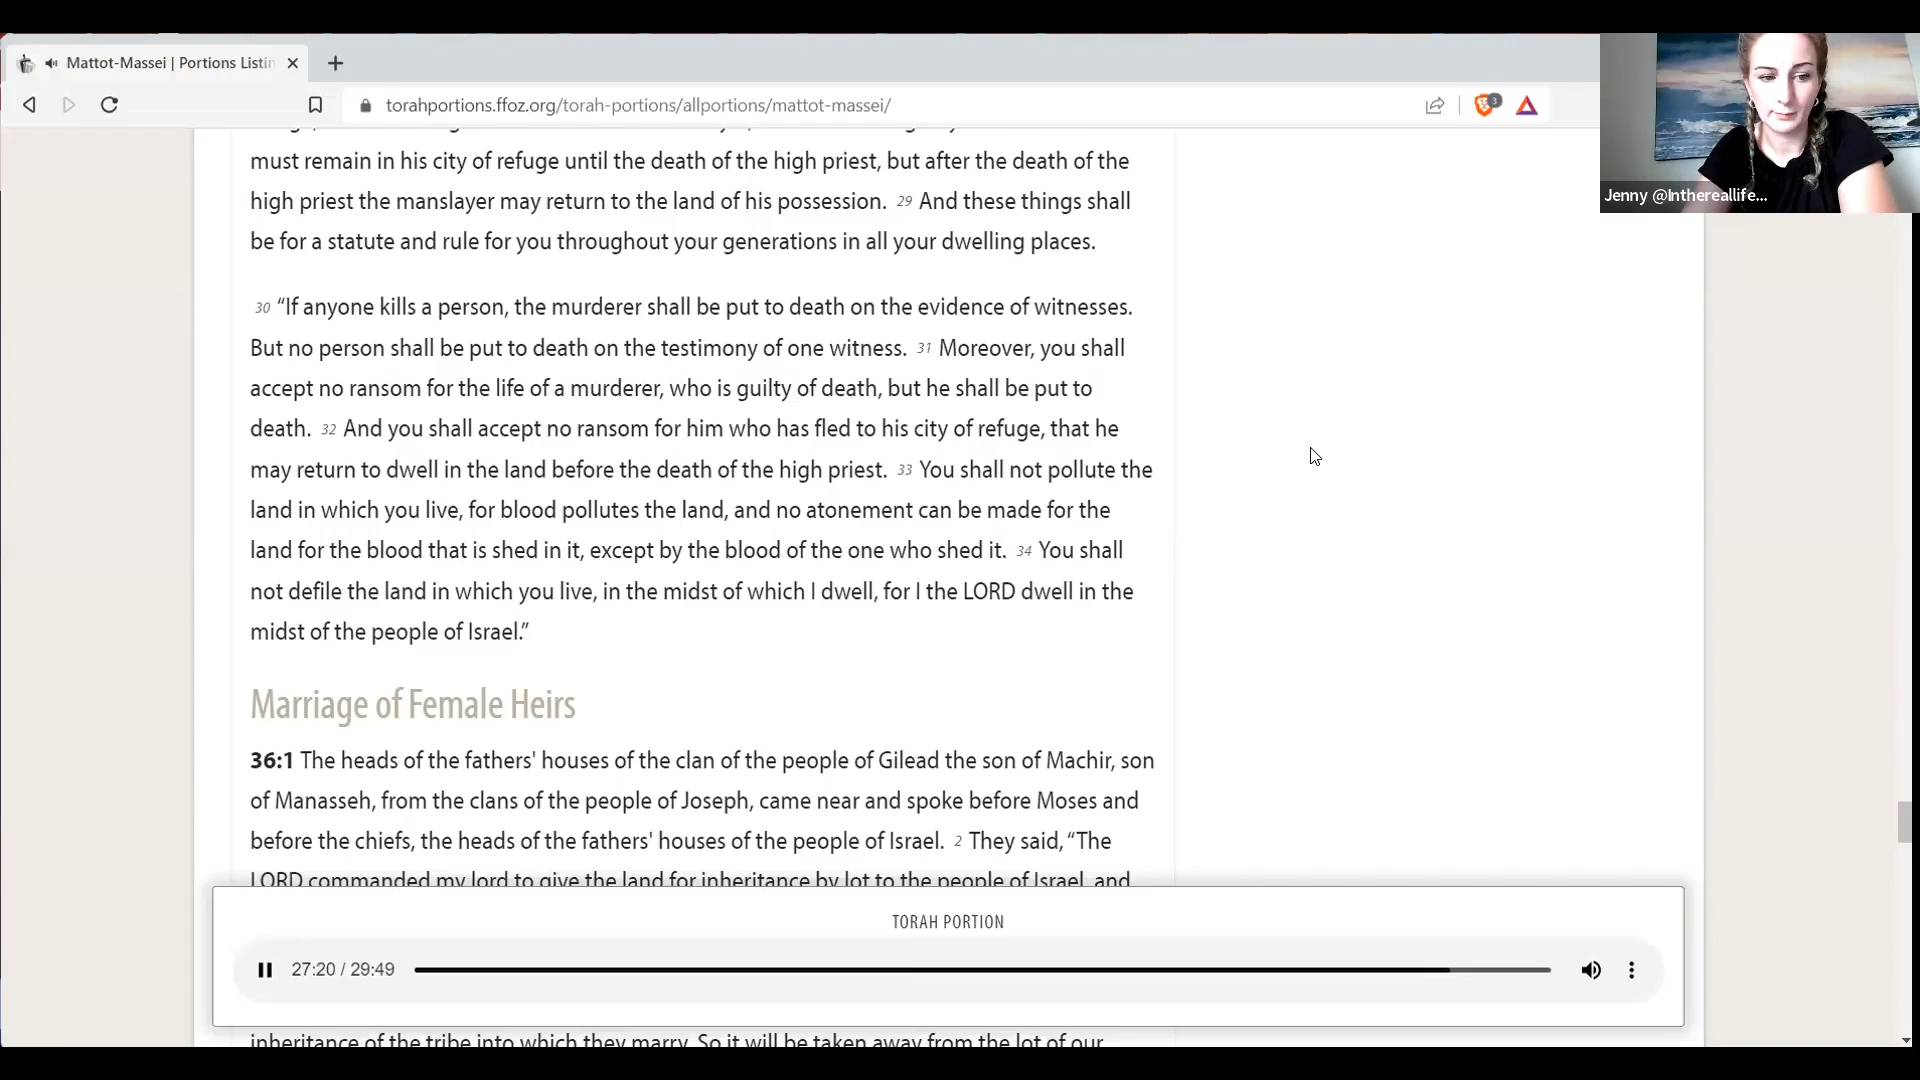 Mattot-Massei | Portions Listin
torahportions.ffoz.org/torah-portions/allportions/mattot-massei/
3
Jenny @Inthereallife...
must remain in his city of refuge until the death of the high priest, but after the death of the
high priest the manslayer may return to the land of his possession. 29 And these things shall
be for a statute and rule for you throughout your generations in all your dwelling places.
30 “If anyone kills a person, the murderer shall be put to death on the evidence of witnesses.
But no person shall be put to death on the testimony of one witness. 31 Moreover, you shall
accept no ransom for the life of a murderer, who is guilty of death, but he shall be put to
death. 32 And you shall accept no ransom for him who has fled to his city of refuge, that he
may return to dwell in the land before the death of the high priest. 33 You shall not pollute the
land in which you live, for blood pollutes the land, and no atonement can be made for the
land for the blood that is shed in it, except by the blood of the one who shed it. 34 You shall
not defile the land in which you live, in the midst of which I dwell, for I the LORD dwell in the
midst of the people of Israel.”
Marriage of Female Heirs
36:1 The heads of the fathers' houses of the clan of the people of Gilead the son of Machir, son
of Manasseh, from the clans of the people of Joseph, came near and spoke before Moses and
before the chiefs, the heads of the fathers' houses of the people of Israel. 2 They said, “The
LORD commanded my lord to give the land for inheritance by lot to the people of Israel, and
TORAH PORTION
27:20 / 29:49
inheritance of the tribe into which they marry. So it will be taken away from the lot of our